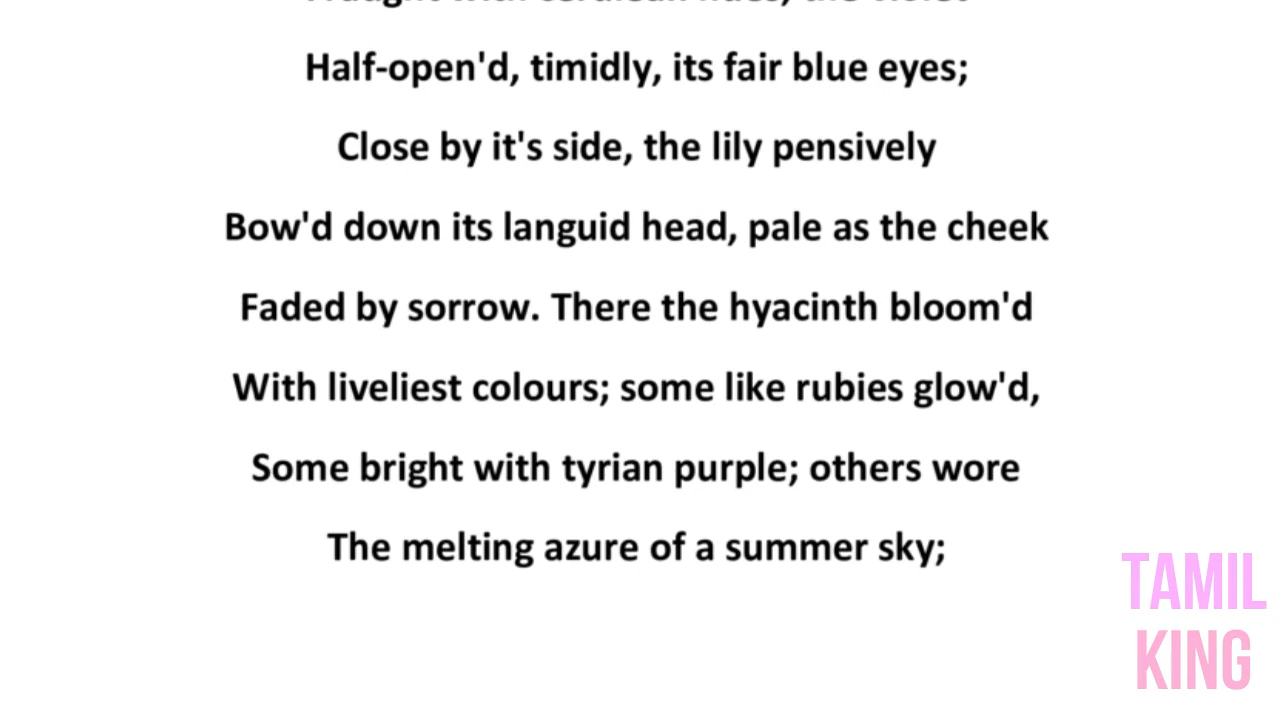 Half-open'd, timidly, its fair blue eyes;
Close by it's side, the lily pensively
Bow'd down its languid head, pale as the cheek
Faded by sorrow. There the hyacinth bloom'd
With liveliest colours; some like rubies glow'd,
Some bright with tyrian purple; others wore
The melting azure of a summer sky;
TAMIL
KING